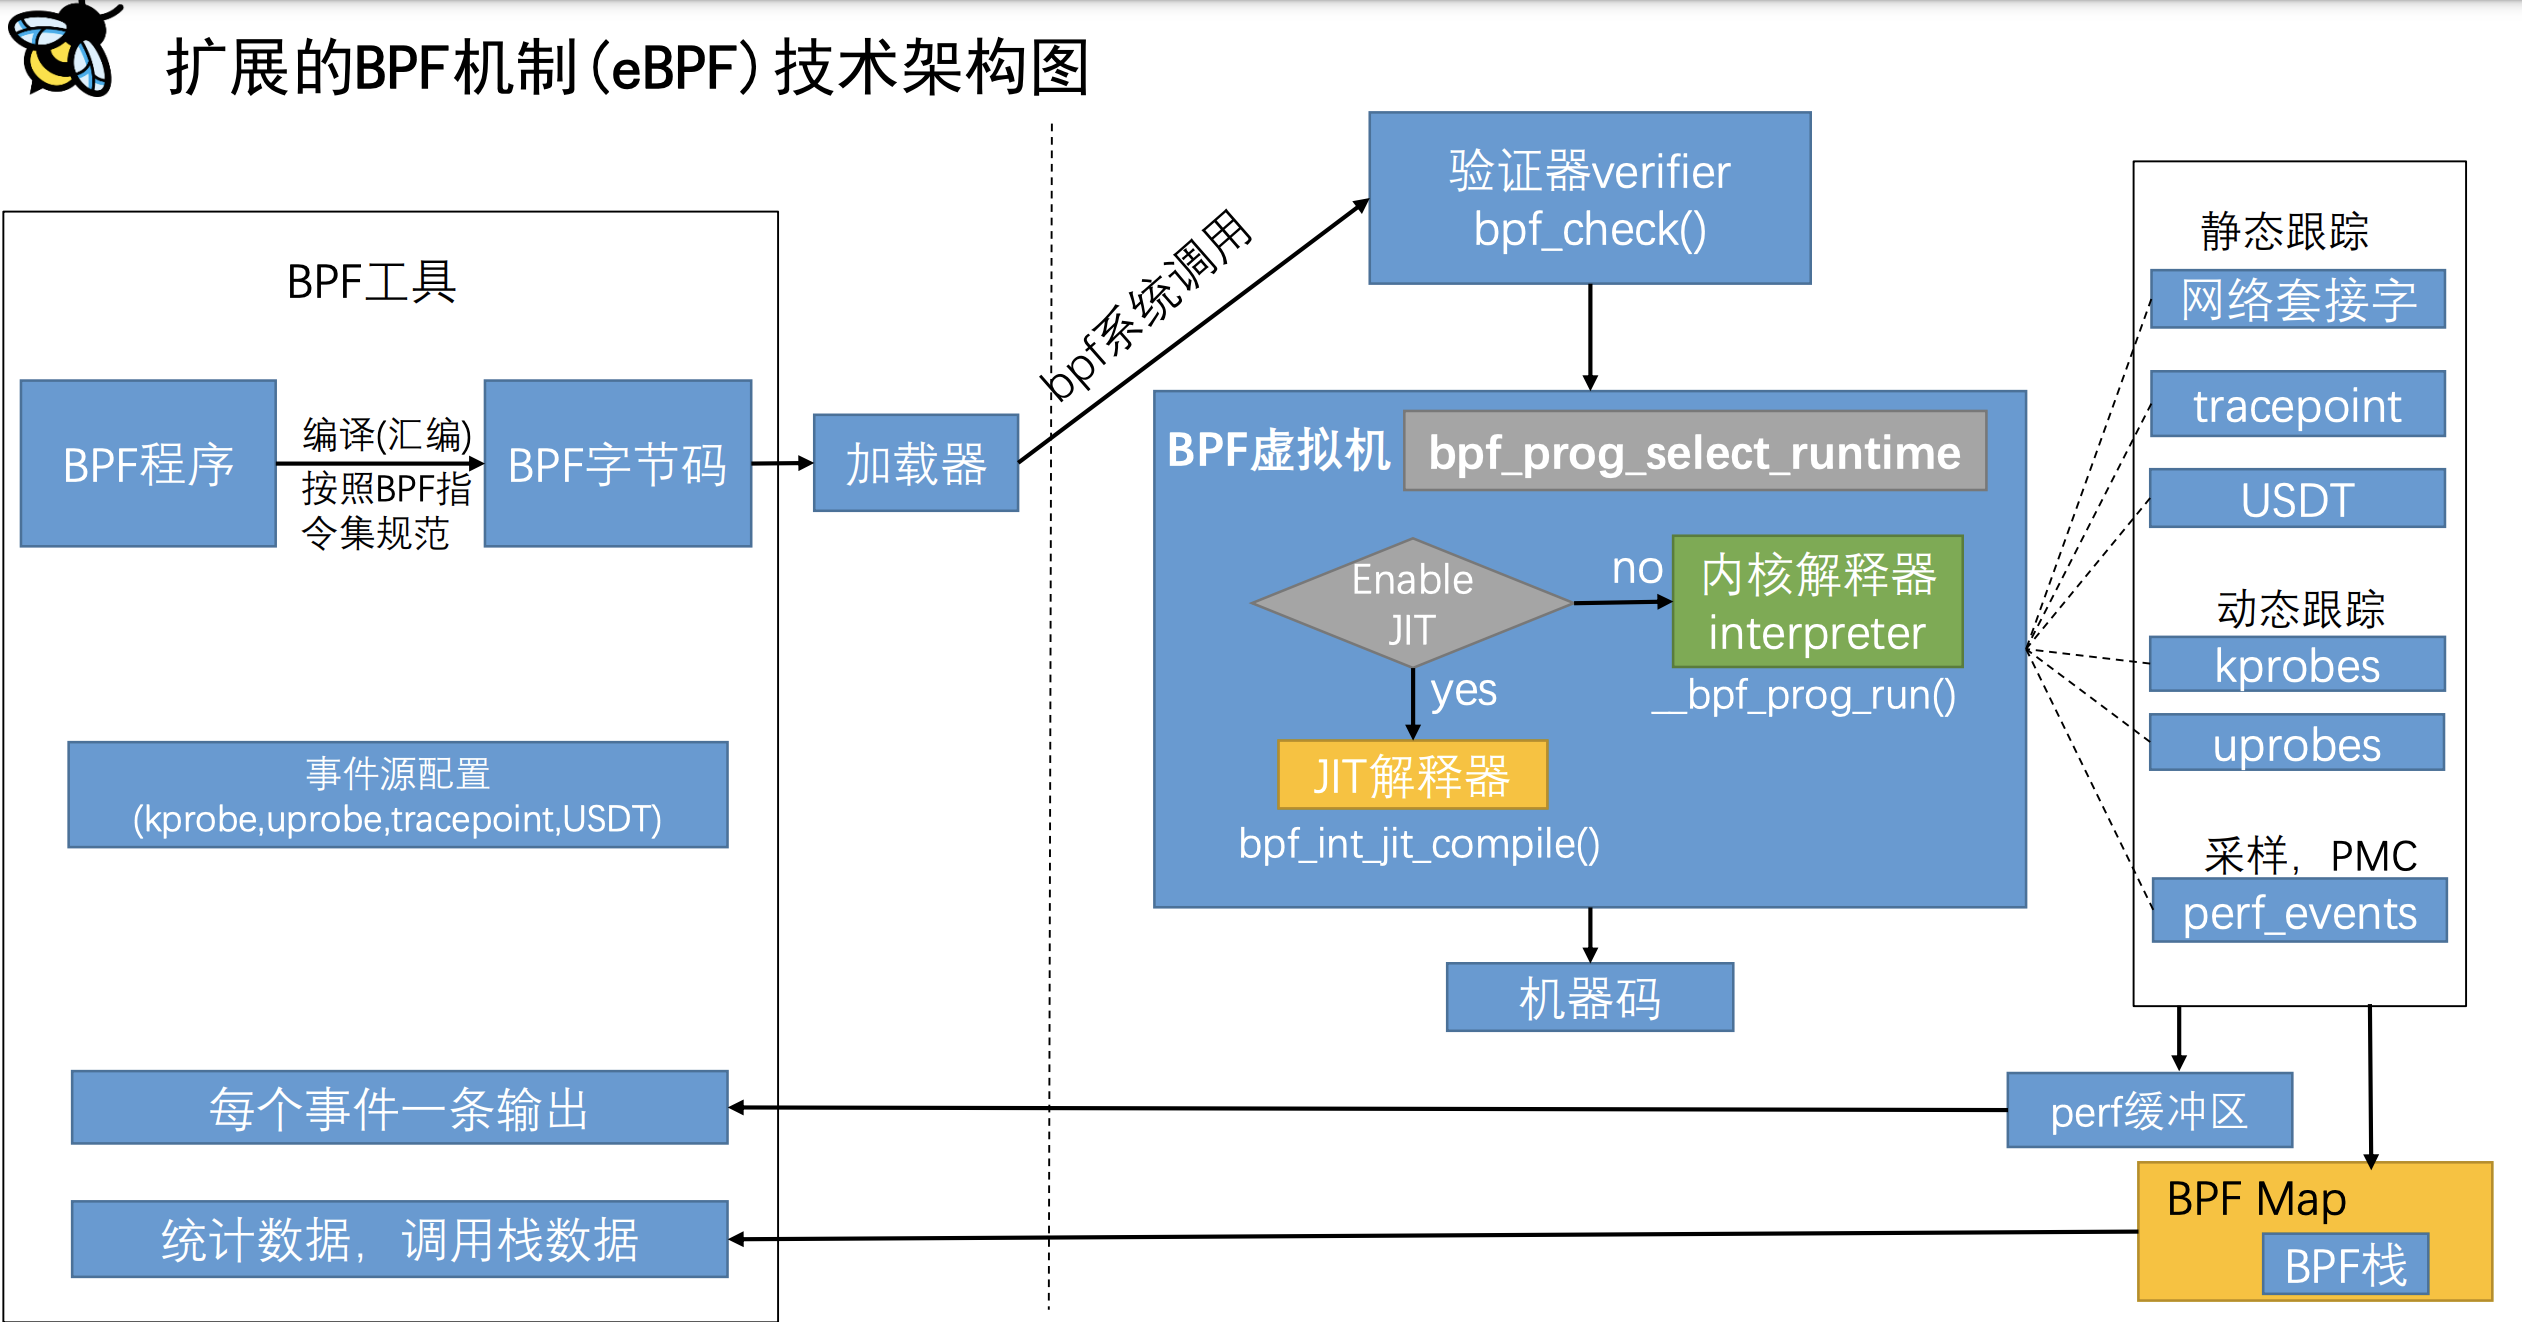 扩展的BPF机制(eBPF)技术架构图
BPF工具
BPF程序
编译(汇编)
按照BPF指
令集规范
BPF字节码
加载器
事件源配置
(kprobe,uprobe,tracepoint,USDT)
每个事件一条输出
统计数据，调用栈数据
bpf系统调用
验证器verifier
bpf_check()
BPF虚拟机
bpf_prog_select_runtime
Enable
JIT
no
内核解释器
interpreter
__bpf_prog_run()
yes
JIT解释器
bpf_int_jit_compile()
机器码
静态跟踪
网络套接字
tracepoint
USDT
动态跟踪
kprobes
uprobes
采样，PMC
perf_events
perf缓冲区
BPF Map
BPF栈